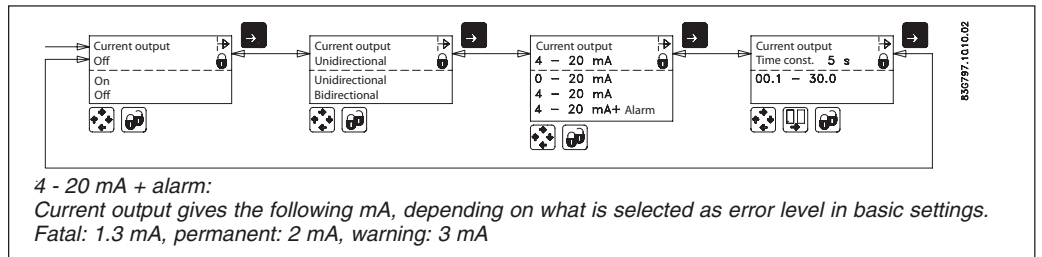 Current output
Off
On
Off
Current output
Unidirectional
Unidirectional
Bidirectional
Current output
4 - 20 mA
0 - 20 mA
4 - 20 mA
4 - 20 mA+ Alarm
Current output
Time const. 5 s
00.1 - 30.0
83G797.10.10.02
4 - 20 mA + alarm:
Current output gives the following mA, depending on what is selected as error level in basic settings.
Fatal: 1.3 mA, permanent: 2 mA, warning: 3 mA